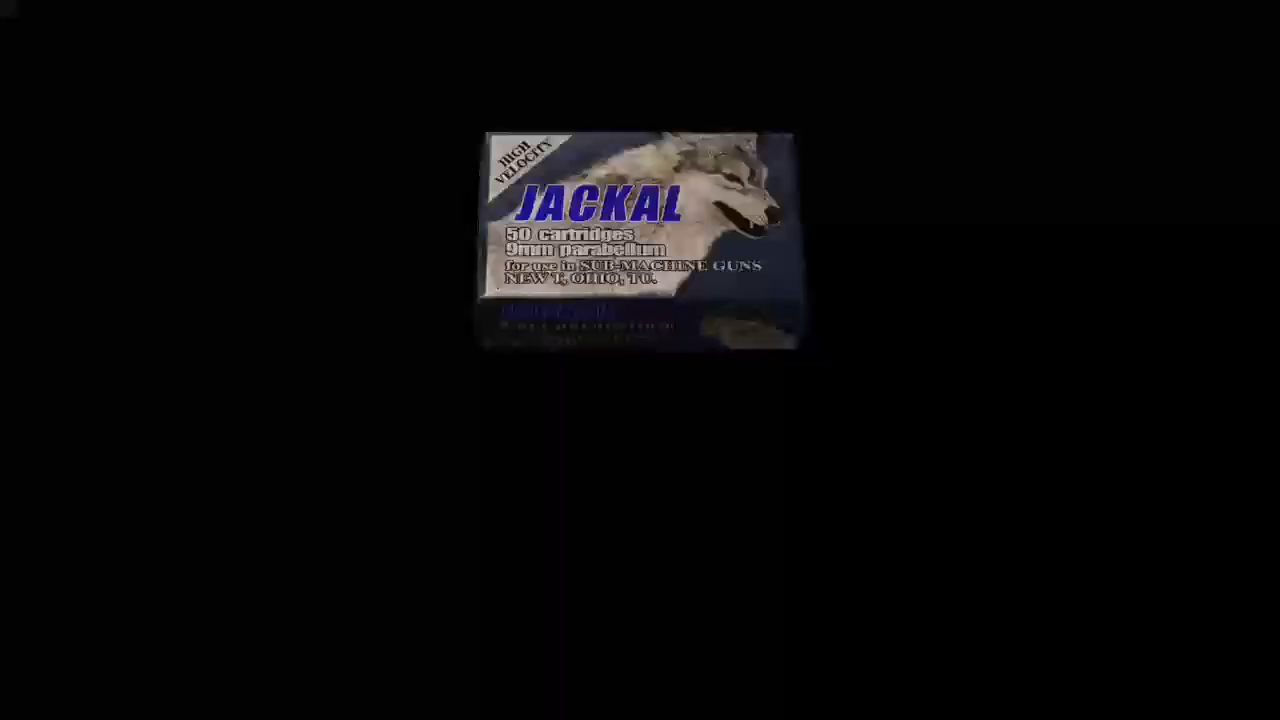 HIGH
VELOCITY
JACKAL
50 cartridges
9mm parabellum
for use in SUB-MACHINE GUNS
NEW T, OHIO, TO.